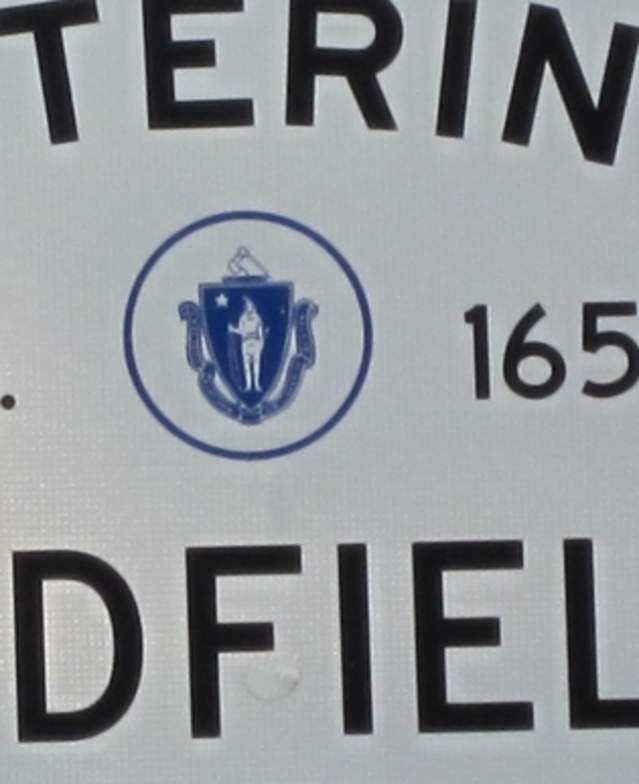 TERIN
. 165
DFIEL